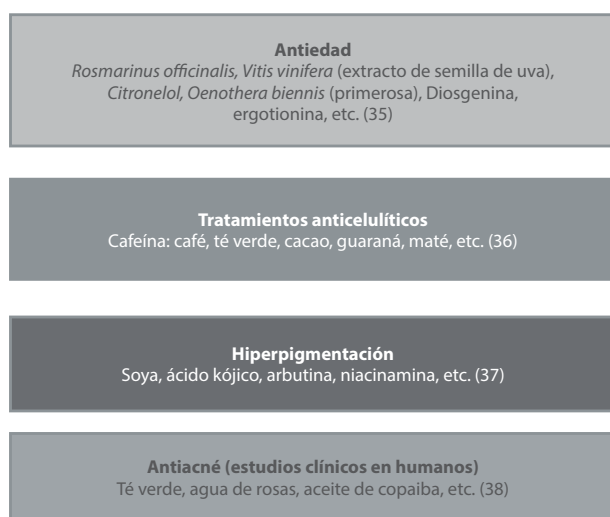 Antiedad
Rosmarinus officinalis, Vitis vinifera (extracto de semilla de uva),
Citronelol, Oenothera biennis (primerosa), Diosgenina,
ergotionina, etc. (35)
Tratamientos anticelulíticos
Cafeína: café, té verde, cacao, guaraná, maté, etc. (36)
Hiperpigmentación
Soya, ácido kójico, arbutina, niacinamina, etc. (37)
Antiacné (estudios clínicos en humanos)
Té verde, agua de rosas, aceite de copaiba, etc. (38)